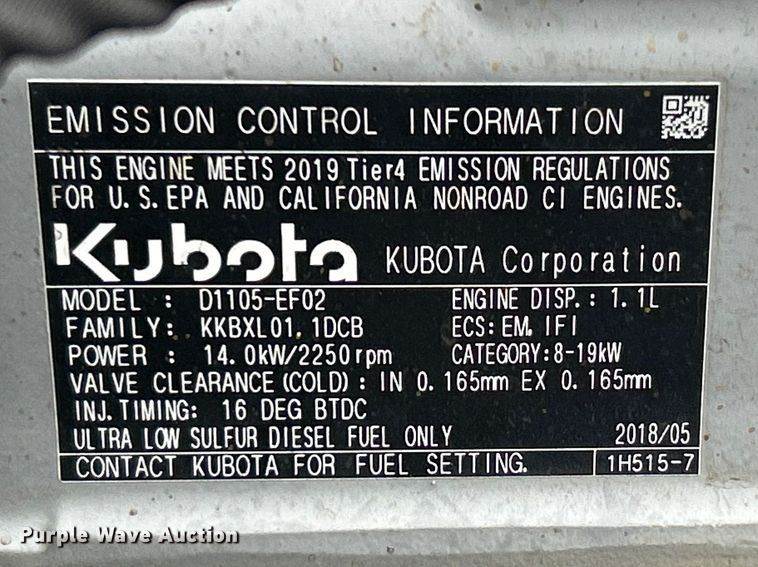 EMISSION CONTROL INFORMATION
THIS ENGINE MEETS 2019 Tier4 EMISSION REGULATIONS
FOR U.S.EPA AND CALIFORNIA NONROAD CI ENGINES.
Kubota KUBOTA Corporation
MODEL : D1105-EF02 ENGINE DISP.: 1.1L
FAMILY: KKBXL01.1DCB ECS:EM.IFI
POWER : 14.0kW/2250rpm CATEGORY:8-19kW
VALVE CLEARANCE(COLD): IN 0.165mm EX 0.165mm
INJ.TIMING: 16 DEG BTDC
ULTRA LOW SULFUR DIESEL FUEL ONLY 2018/05
CONTACT KUBOTA FOR FUEL SETTING. 1H515-7
Purple Wave Auction